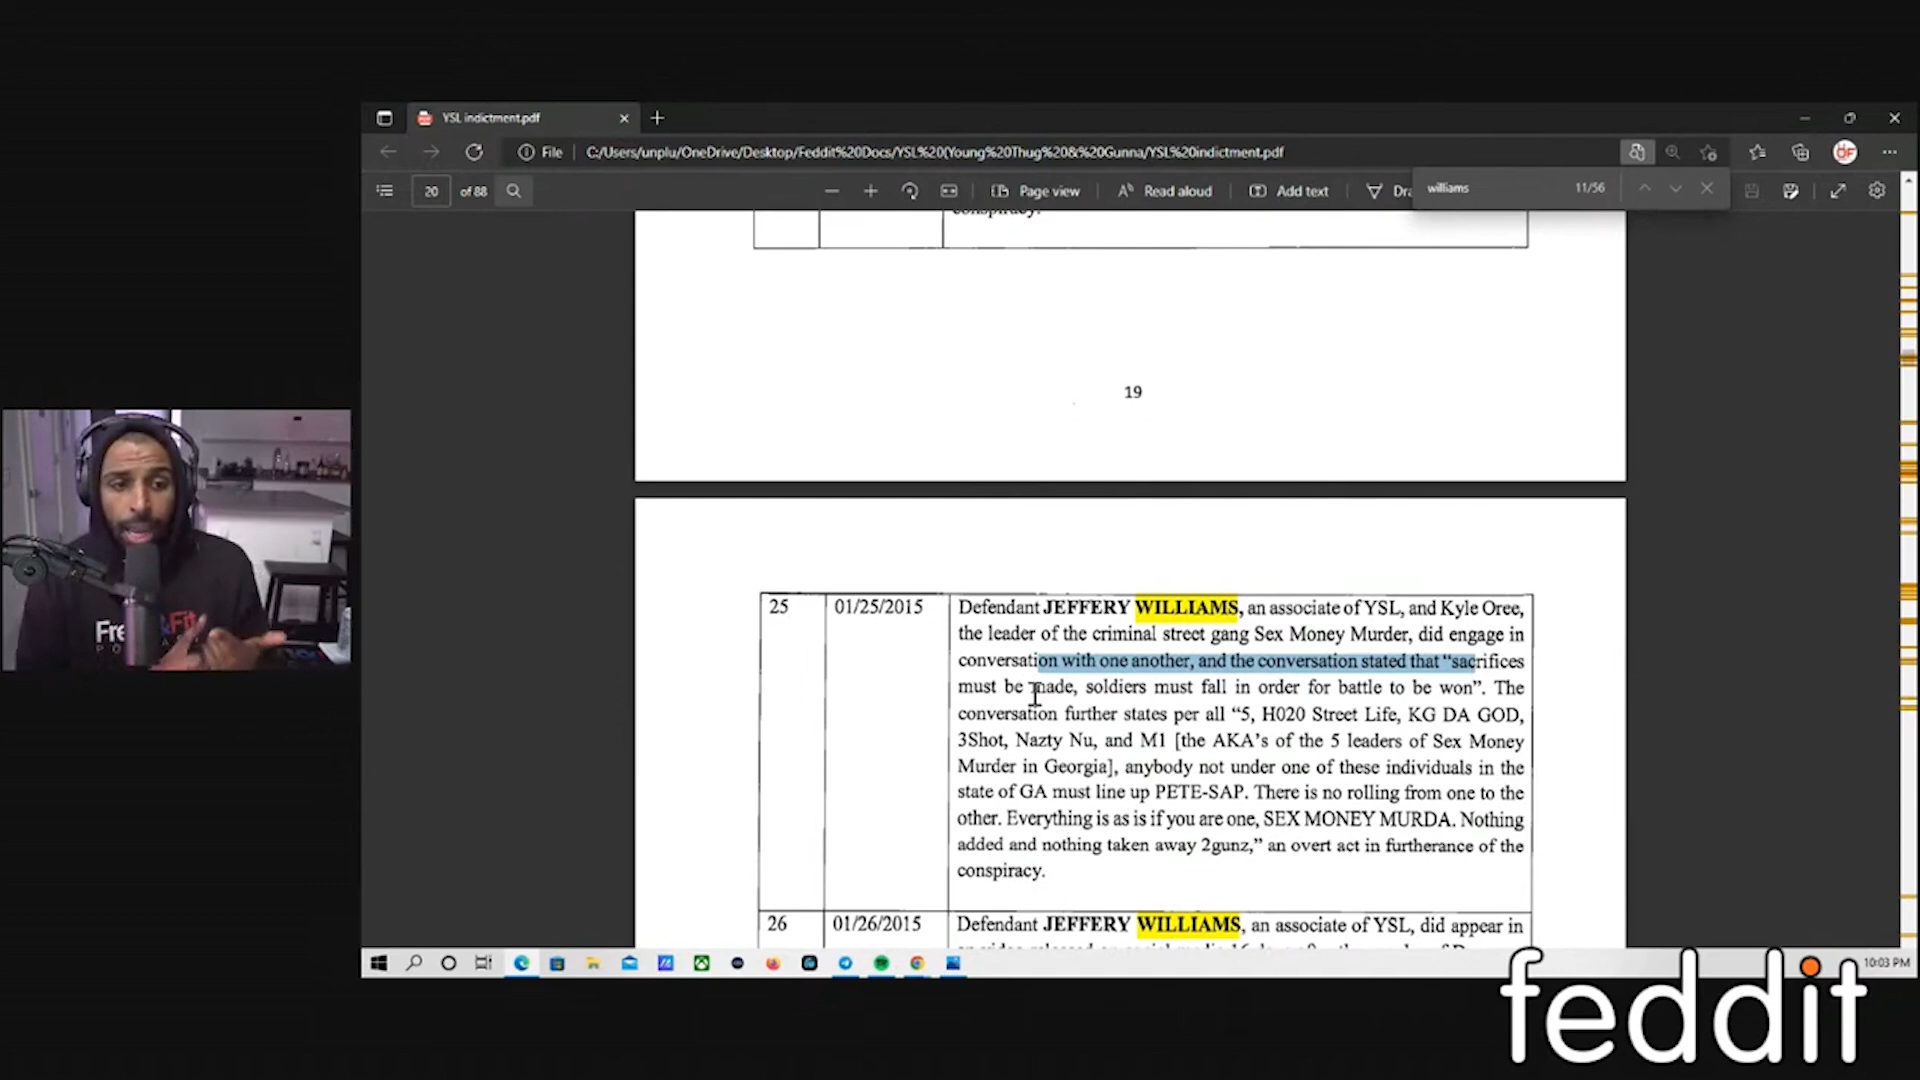 YSL indictment.pdf
File
C:/Users/unplu/OneDrive/Desktop/Feddit%20Docs/YSL%20(Young%20Thug%20&%20Gunna/YSL%20indictment.pdf
20 of 88
Page view
Read aloud
Add text
Dra
williams
11/56
conspiracy.
19
25 01/25/2015 Defendant JEFFERY WILLIAMS, an associate of YSL, and Kyle Oree,
the leader of the criminal street gang Sex Money Murder, did engage in
conversation with one another, and the conversation stated that “sacrifices
must be made, soldiers must fall in order for battle to be won”. The
conversation further states per all “5, H020 Street Life, KG DA GOD,
3Shot, Nazty Nu, and M1 [the AKA’s of the 5 leaders of Sex Money
Murder in Georgia], anybody not under one of these individuals in the
state of GA must line up PETE-SAP. There is no rolling from one to the
other. Everything is as is if you are one, SEX MONEY MURDA. Nothing
added and nothing taken away 2gunz,” an overt act in furtherance of the
conspiracy.
26 01/26/2015 Defendant JEFFERY WILLIAMS, an associate of YSL, did appear in
10:03 PM
feddit